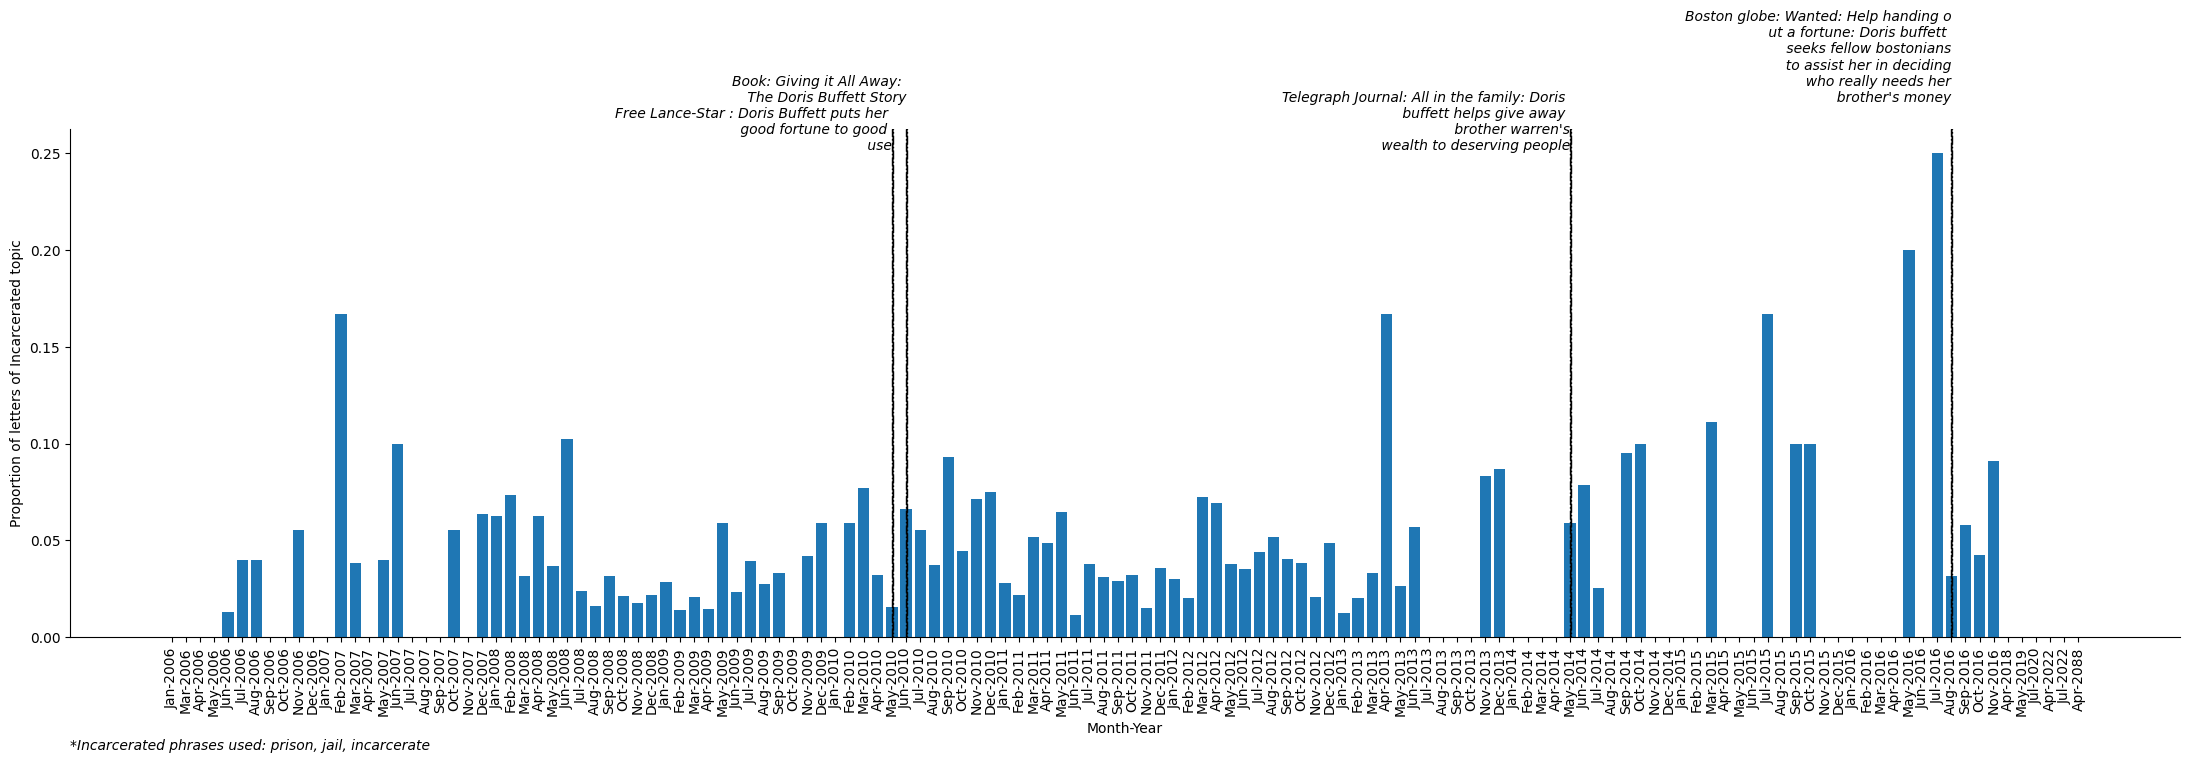 Boston globe: Wanted: Help handing o
ut a fortune: Doris buffett
seeks fellow bostonians
to assist her in deciding
who really needs her
brother's money
Book: Giving it All Away:
The Doris Buffett Story
Free Lance-Star : Doris Buffett puts her
good fortune to good
use
Telegraph Journal: All in the family: Doris
buffett helps give away
brother warren's
wealth to deserving people
Proportion of letters of Incarcerated topic
0.25
0.20
0.15
0.10
0.05
0.00
Jan-2006
Mar-2006
Apr-2006
May-2006
Jun-2006
Jul-2006
Aug-2006
Sep-2006
Oct-2006
Nov-2006
Dec-2006
Jan-2007
Feb-2007
Mar-2007
Apr-2007
May-2007
Jun-2007
Jul-2007
Aug-2007
Sep-2007
Oct-2007
Nov-2007
Dec-2007
Jan-2008
Feb-2008
Mar-2008
Apr-2008
May-2008
Jun-2008
Jul-2008
Aug-2008
Sep-2008
Oct-2008
Nov-2008
Dec-2008
Jan-2009
Feb-2009
Mar-2009
Apr-2009
May-2009
Jun-2009
Jul-2009
Aug-2009
Sep-2009
Oct-2009
Nov-2009
Dec-2009
Jan-2010
Feb-2010
Mar-2010
Apr-2010
May-2010
Jun-2010
Jul-2010
Aug-2010
Sep-2010
Oct-2010
Nov-2010
Dec-2010
Jan-2011
Feb-2011
Mar-2011
Apr-2011
May-2011
Jun-2011
Jul-2011
Aug-2011
Sep-2011
Oct-2011
Nov-2011
Dec-2011
Jan-2012
Feb-2012
Mar-2012
Apr-2012
May-2012
Jun-2012
Jul-2012
Aug-2012
Sep-2012
Oct-2012
Nov-2012
Dec-2012
Jan-2013
Feb-2013
Mar-2013
Apr-2013
May-2013
Jun-2013
Jul-2013
Aug-2013
Sep-2013
Oct-2013
Nov-2013
Dec-2013
Jan-2014
Feb-2014
Mar-2014
Apr-2014
May-2014
Jun-2014
Jul-2014
Aug-2014
Sep-2014
Oct-2014
Nov-2014
Dec-2014
Jan-2015
Feb-2015
Mar-2015
Apr-2015
May-2015
Jun-2015
Jul-2015
Aug-2015
Sep-2015
Oct-2015
Nov-2015
Dec-2015
Jan-2016
Feb-2016
Mar-2016
Apr-2016
May-2016
Jun-2016
Jul-2016
Aug-2016
Sep-2016
Oct-2016
Nov-2016
Apr-2018
May-2019
Jul-2020
Apr-2022
Jul-2022
Apr-2088
Month-Year
*Incarcerated phrases used: prison, jail, incarcerate